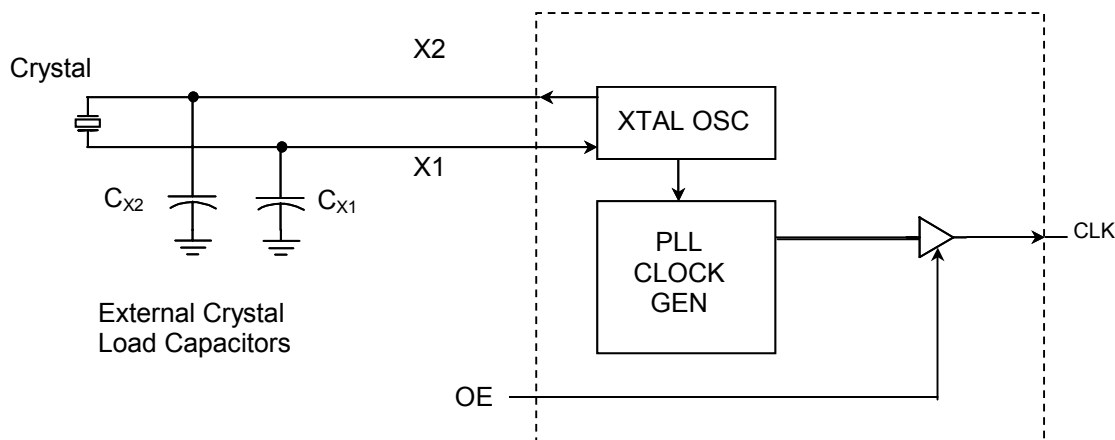 X2
Crystal
XTAL OSC
X1
CX2
CX1
PLL
CLOCK
GEN
CLK
External Crystal
Load Capacitors
OE